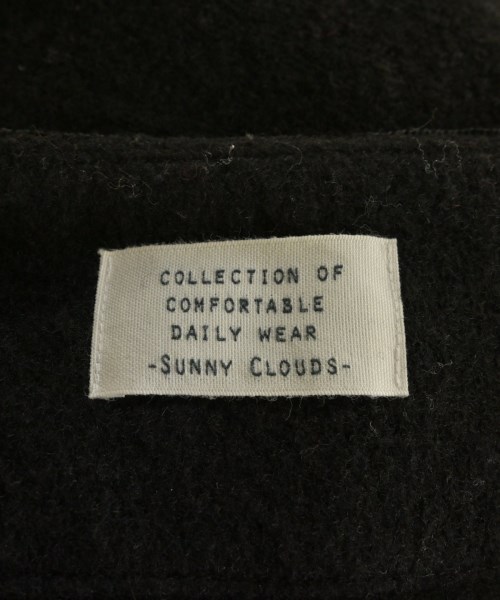 COLLECTION OF
COMFORTABLE
DAILY WEAR
-SUNNY CLOUDS-